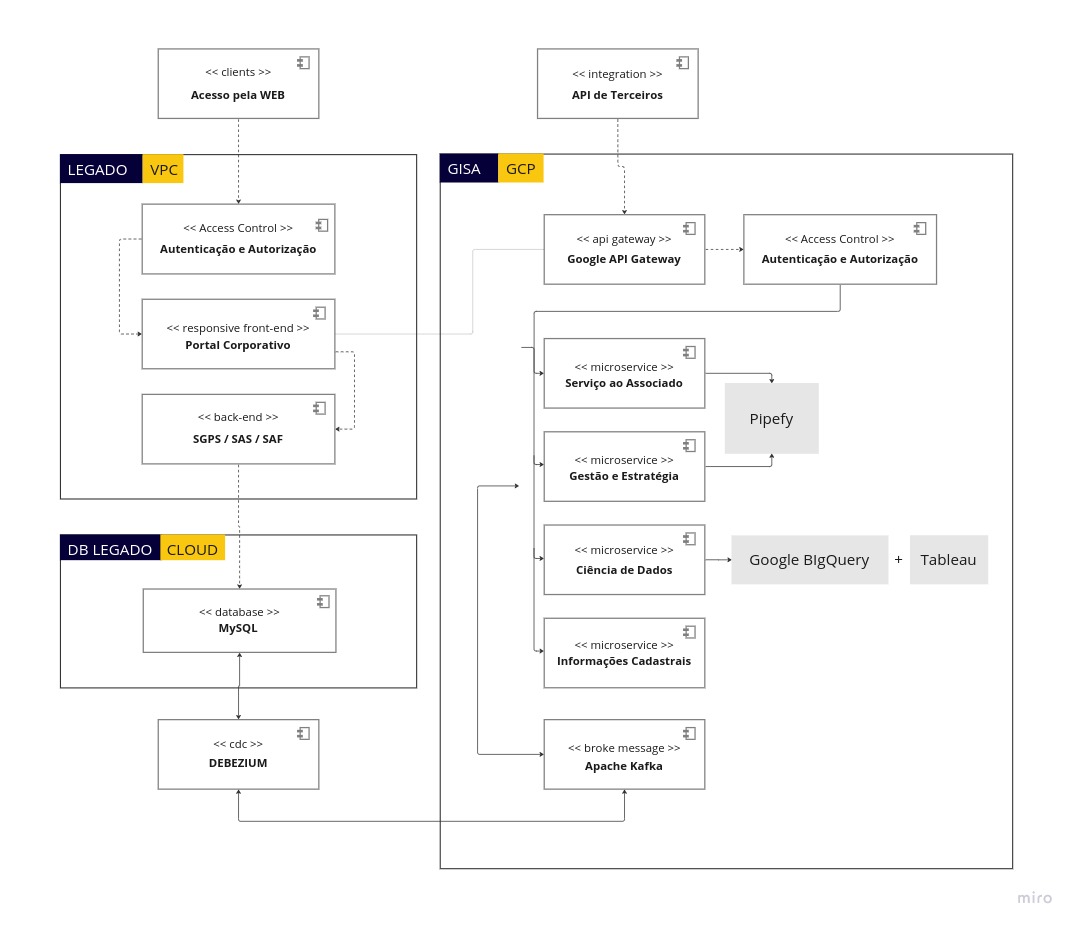 << clients >>
Acesso pela WEB
<< integration >>
API de Terceiros
LEGADO VPC
<< Access Control >>
Autenticação e Autorização
<< responsive front-end >>
Portal Corporativo
<< back-end >>
SGPS / SAS / SAF
DB LEGADO CLOUD
<< database >>
MySQL
<< cdc >>
DEBEZIUM
GISA GCP
<< api gateway >>
Google API Gateway
<< Access Control >>
Autenticação e Autorização
<< microservice >>
Serviço ao Associado
Pipefy
<< microservice >>
Gestão e Estratégia
<< microservice >>
Ciência de Dados
Google BIgQuery + Tableau
<< microservice >>
Informações Cadastrais
<< broke message >>
Apache Kafka
miro